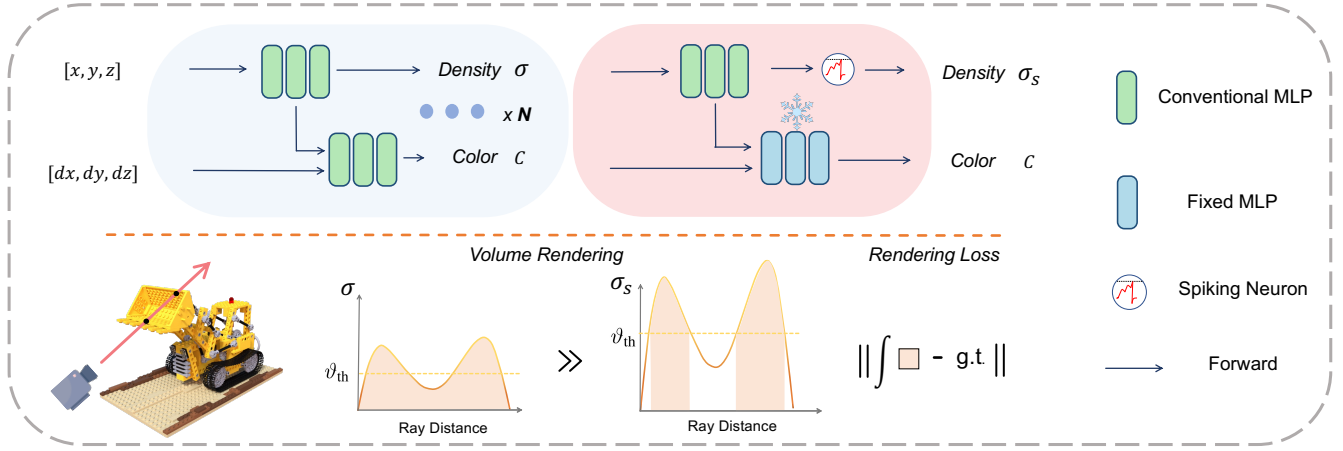 [x, y, z]
Density σ
x N
Color C
[dx, dy, dz]
Density σₛ
Color C
Conventional MLP
Fixed MLP
Spiking Neuron
Forward
Volume Rendering
Rendering Loss
σ
ϑth
Ray Distance
≫
σₛ
ϑth
Ray Distance
||∫ □ - g.t. ||